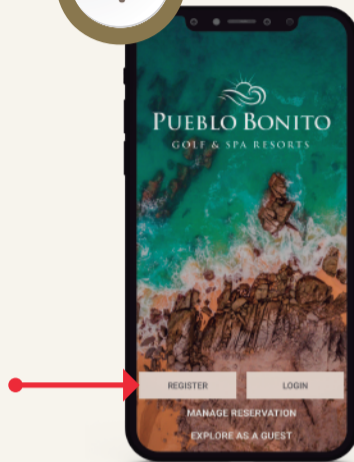 PUEBLO BONITO
GOLF & SPA RESORTS
REGISTER
LOGIN
MANAGE RESERVATION
EXPLORE AS A GUEST